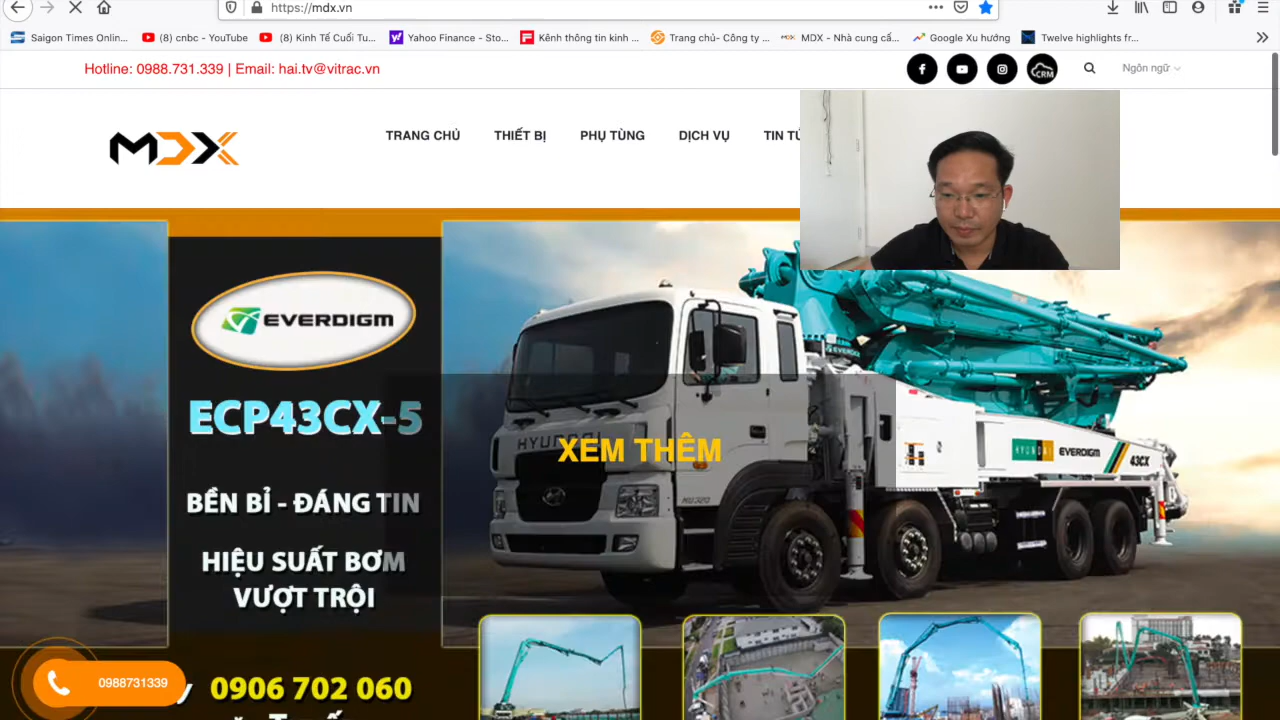 https://mdx.vn
Saigon Times Onlin...
(8) cnbc - YouTube
(8) Kinh Tế Cuối Tu...
Yahoo Finance - Sto...
Kênh thông tin kinh ...
Trang chủ- Công ty ...
MDX - Nhà cung cấ...
Google Xu hướng
Twelve highlights fr...
Hotline: 0988.731.339 | Email: hai.tv@vitrac.vn
CRM
Ngôn ngữ
MDX
TRANG CHỦ
THIẾT BỊ
PHỤ TÙNG
DỊCH VỤ
TIN
EVERDIGM
ECP43CX-5
BỀN BỈ - ĐÁNG TIN
HIỆU SUẤT BƠM
VƯỢT TRỘI
HYUNDAI
XEM THÊM
HYUNDAI EVERDIGM 43CX
0988731339
0906 702 060